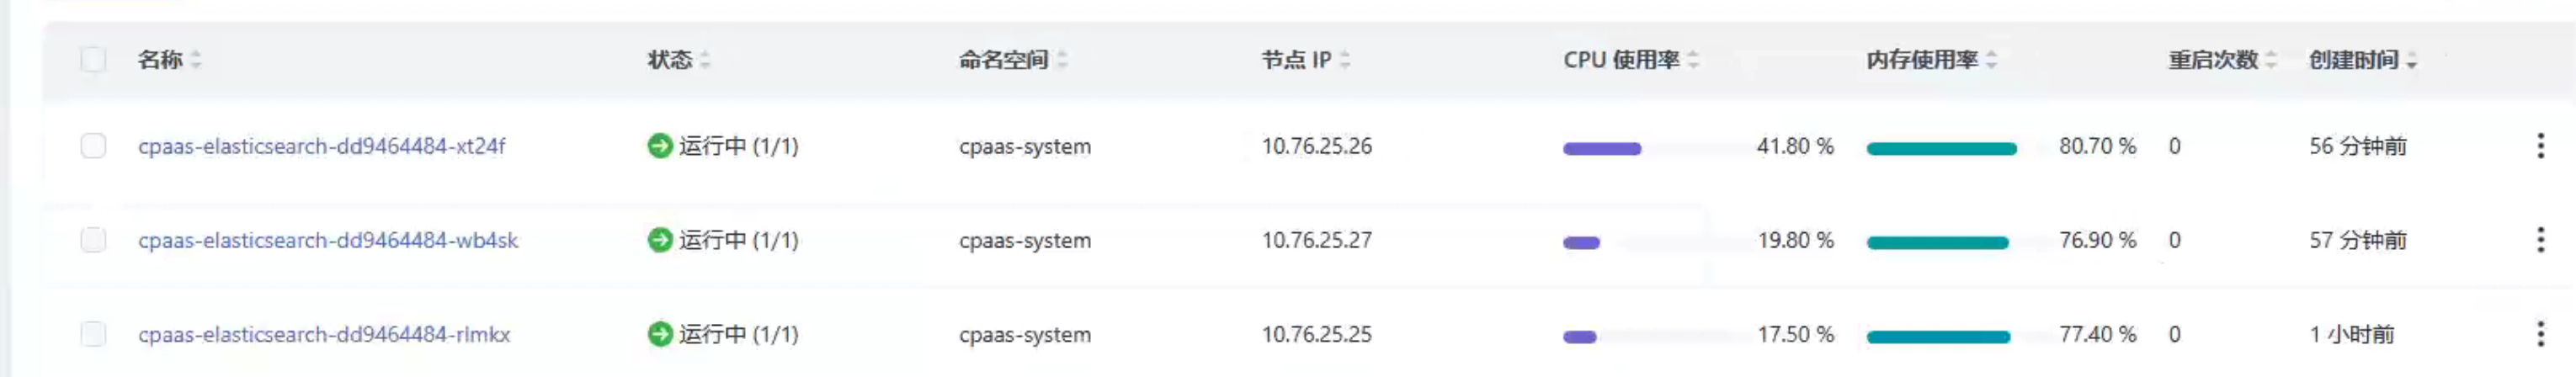 名称 状态 命名空间 节点 IP CPU 使用率 内存使用率 重启次数 创建时间
cpaas-elasticsearch-dd9464484-xt24f 运行中 (1/1) cpaas-system 10.76.25.26 41.80 % 80.70 % 0 56 分钟前
cpaas-elasticsearch-dd9464484-wb4sk 运行中 (1/1) cpaas-system 10.76.25.27 19.80 % 76.90 % 0 57 分钟前
cpaas-elasticsearch-dd9464484-rlmkx 运行中 (1/1) cpaas-system 10.76.25.25 17.50 % 77.40 % 0 1 小时前